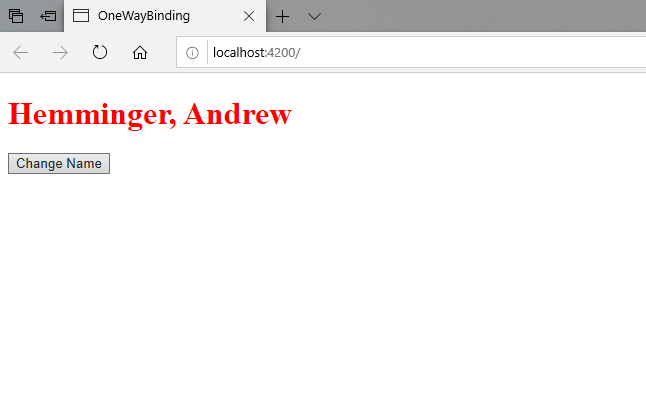 OneWayBinding
localhost:4200/
Hemminger, Andrew
Change Name